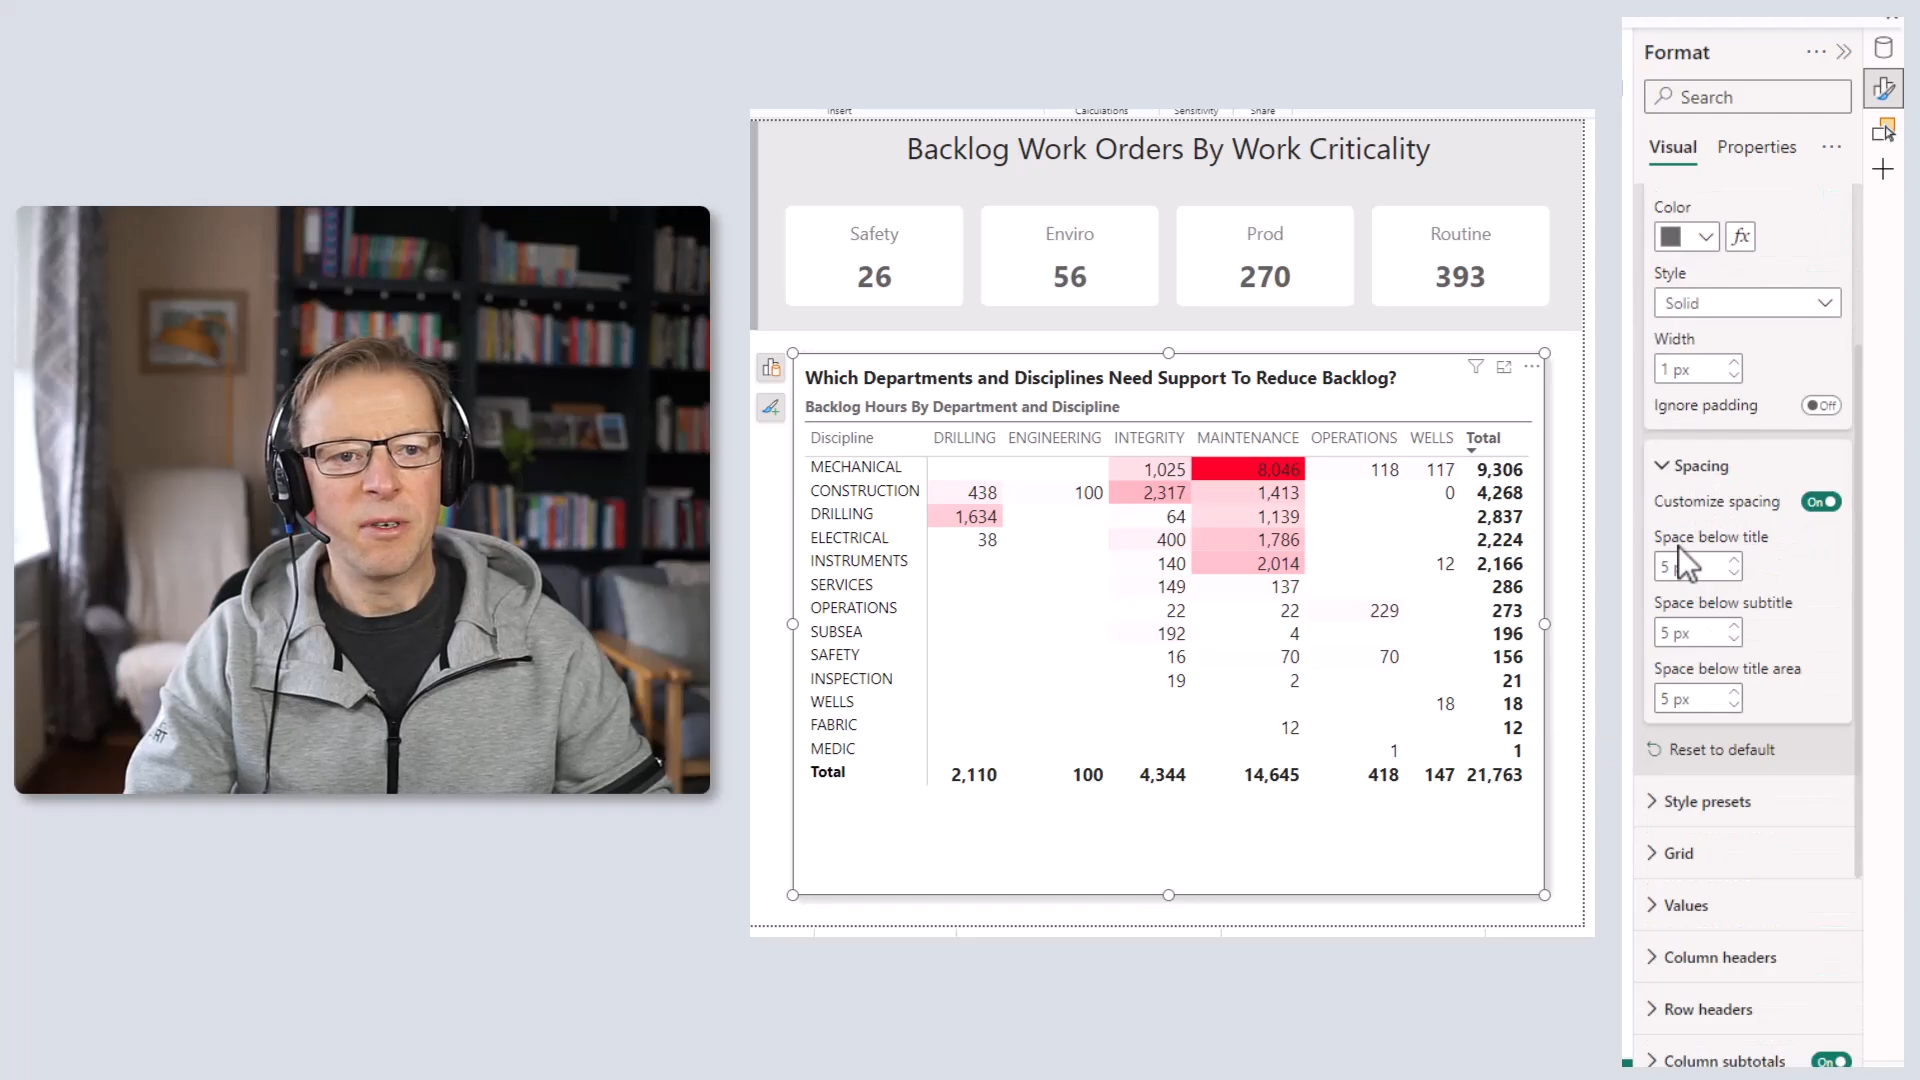 Insert Calculations Sensitivity Share
Backlog Work Orders By Work Criticality
Safety Enviro Prod Routine
26 56 270 393
Which Departments and Disciplines Need Support To Reduce Backlog?
Backlog Hours By Department and Discipline
Discipline DRILLING ENGINEERING INTEGRITY MAINTENANCE OPERATIONS WELLS Total
MECHANICAL 1,025 8,046 118 117 9,306
CONSTRUCTION 438 100 2,317 1,413 0 4,268
DRILLING 1,634 64 1,139 2,837
ELECTRICAL 38 400 1,786 2,224
INSTRUMENTS 140 2,014 12 2,166
SERVICES 149 137 286
OPERATIONS 22 22 229 273
SUBSEA 192 4 196
SAFETY 16 70 70 156
INSPECTION 19 2 21
WELLS 18 18
FABRIC 12 12
MEDIC 1 1
Total 2,110 100 4,344 14,645 418 147 21,763
Format
Search
Visual Properties
Color
fx
Style
Solid
Width
1 px
Ignore padding Off
Spacing
Customize spacing On
Space below title
5
Space below subtitle
5 px
Space below title area
5 px
Reset to default
Style presets
Grid
Values
Column headers
Row headers
Column subtotals On